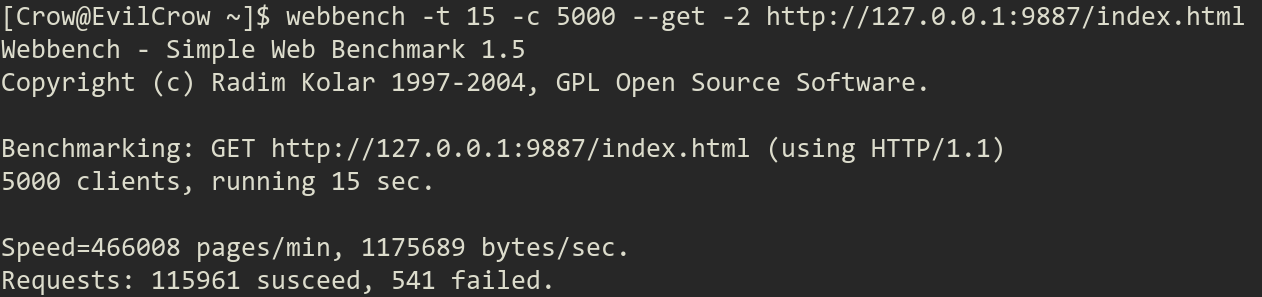 [Crow@EvilCrow ~]$ webbench -t 15 -c 5000 --get -2 http://127.0.0.1:9887/index.html
Webbench - Simple Web Benchmark 1.5
Copyright (c) Radim Kolar 1997-2004, GPL Open Source Software.
Benchmarking: GET http://127.0.0.1:9887/index.html (using HTTP/1.1)
5000 clients, running 15 sec.
Speed=466008 pages/min, 1175689 bytes/sec.
Requests: 115961 susceed, 541 failed.